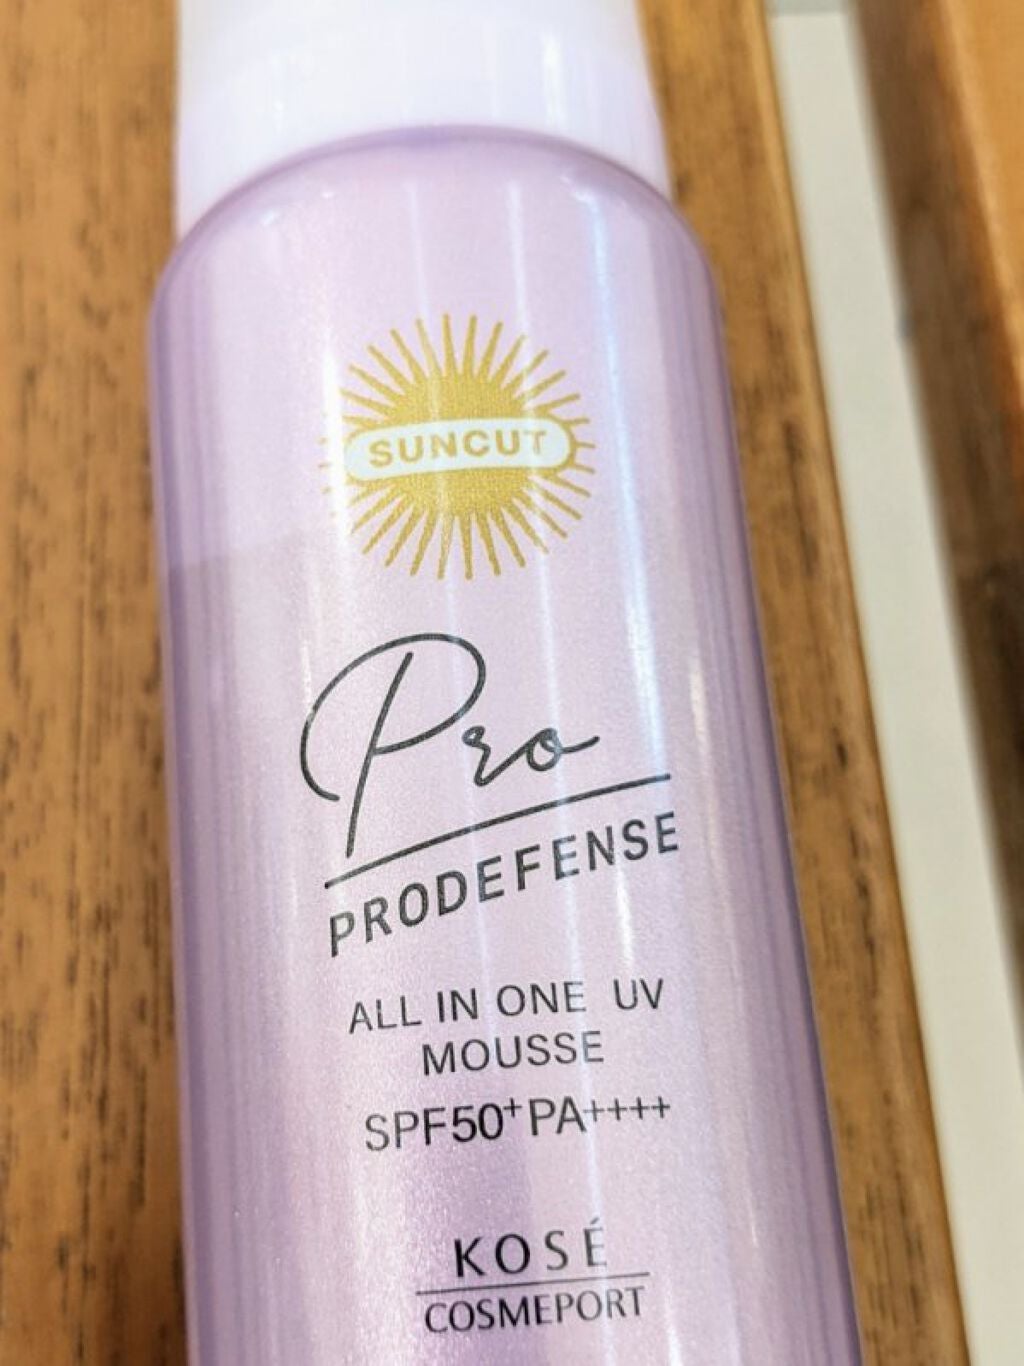 SUNCUT
Pro
PRODEFENSE
ALL IN ONE UV
MOUSSE
SPF50+ PA++++
KOSÉ
COSMEPORT